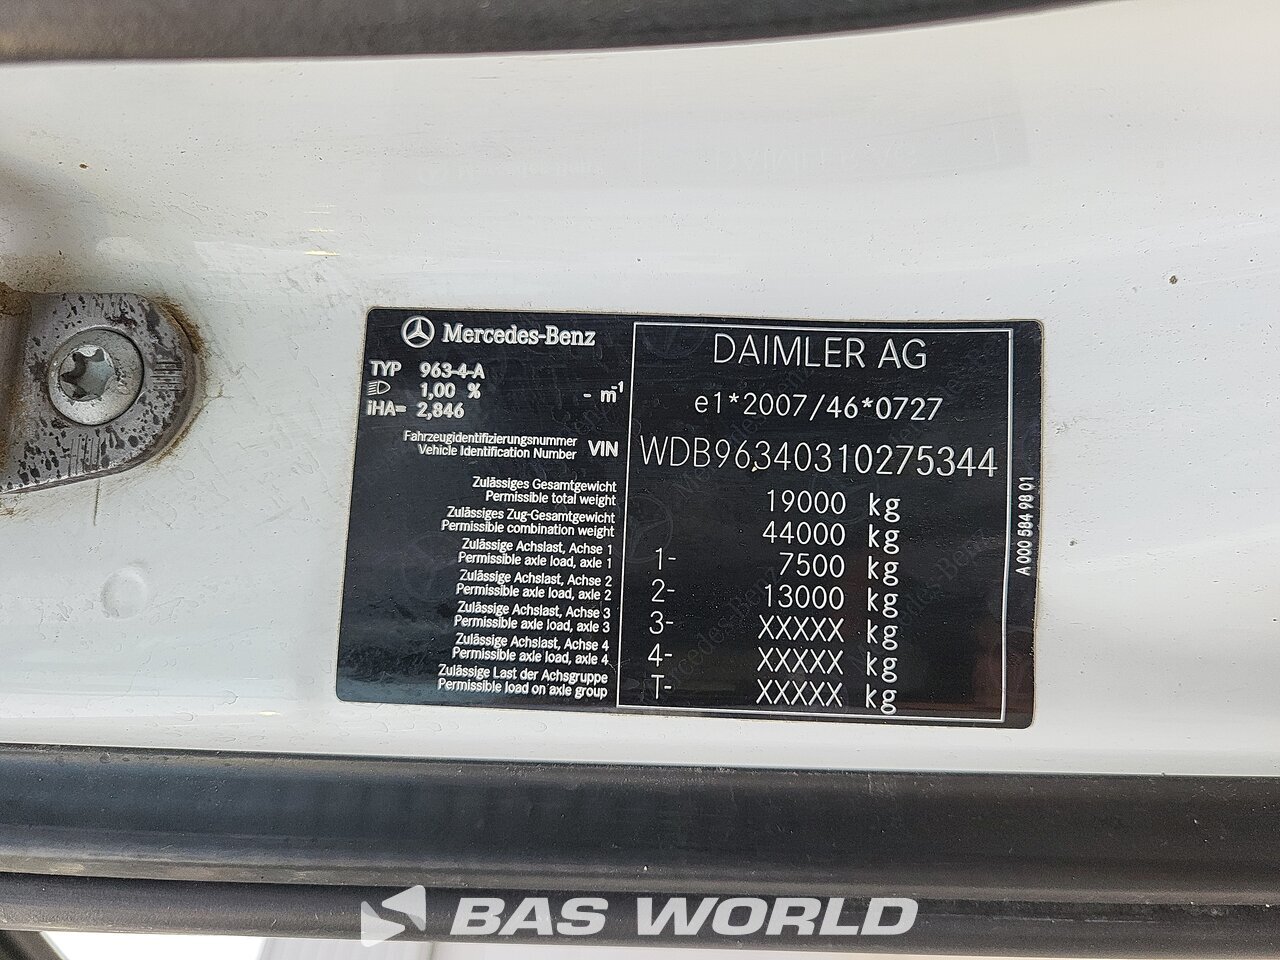 Mercedes-Benz
TYP 963-4-A
1,00 % - m⁻¹
iHA= 2,846
DAIMLER AG
e1*2007/46*0727
Fahrzeugidentifizierungsnummer
Vehicle Identification Number VIN WDB96340310275344
Zulässiges Gesamtgewicht
Permissible total weight 19000 kg
Zulässiges Zug-Gesamtgewicht
Permissible combination weight 44000 kg
Zulässige Achslast, Achse 1
Permissible axle load, axle 1 1- 7500 kg
Zulässige Achslast, Achse 2
Permissible axle load, axle 2 2- 13000 kg
Zulässige Achslast, Achse 3
Permissible axle load, axle 3 3- XXXXX kg
Zulässige Achslast, Achse 4
Permissible axle load, axle 4 4- XXXXX kg
Zulässige Last der Achsgruppe
Permissible load on axle group T- XXXXX kg
A 000 584 98 01
BAS WORLD